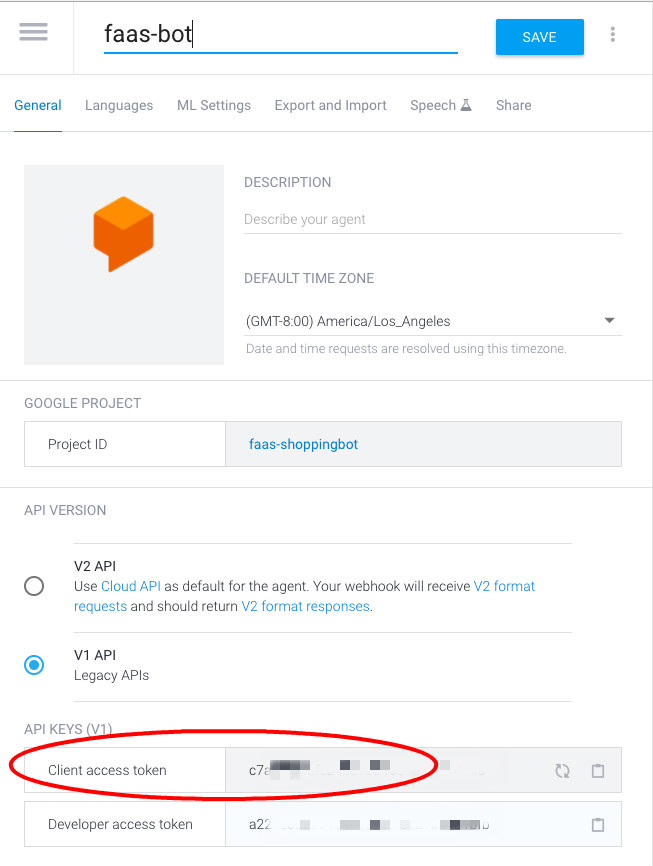 faas-bot
SAVE
General Languages ML Settings Export and Import Speech Share
DESCRIPTION
Describe your agent
DEFAULT TIME ZONE
(GMT-8:00) America/Los_Angeles
Date and time requests are resolved using this timezone.
GOOGLE PROJECT
Project ID faas-shoppingbot
API VERSION
V2 API
Use Cloud API as default for the agent. Your webhook will receive V2 format
requests and should return V2 format responses.
V1 API
Legacy APIs
API KEYS (V1)
Client access token
Developer access token